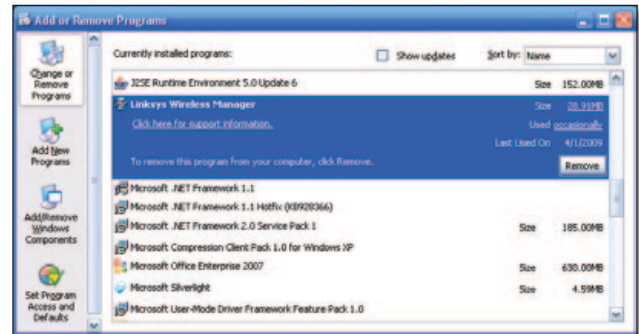 Add or Remove Programs
Change or
Remove
Programs
Add New
Programs
Add/Remove
Windows
Components
Set Program
Access and
Defaults
Currently installed programs:
Show updates
Sort by: Name
J2SE Runtime Environment 5.0 Update 6 Size 152.00MB
Linksys Wireless Manager Size 28.91MB
Click here for support information. Used occasionally
Last Used On 4/1/2009
To remove this program from your computer, click Remove. Remove
Microsoft .NET Framework 1.1
Microsoft .NET Framework 1.1 Hotfix (KB928366)
Microsoft .NET Framework 2.0 Service Pack 1 Size 185.00MB
Microsoft Compression Client Pack 1.0 for Windows XP
Microsoft Office Enterprise 2007 Size 630.00MB
Microsoft Silverlight Size 4.59MB
Microsoft User-Mode Driver Framework Feature Pack 1.0